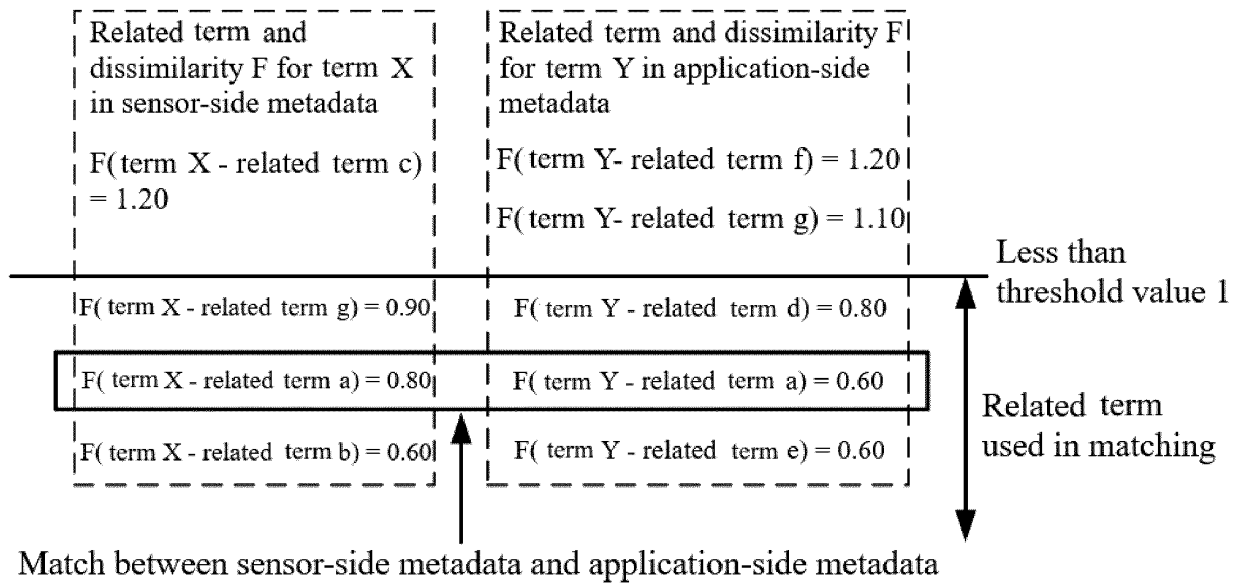 Related term and
dissimilarity F for term X
in sensor-side metadata
F( term X - related term c)
= 1.20
Related term and dissimilarity F
for term Y in application-side
metadata
F( term Y- related term f) = 1.20
F( term Y- related term g) = 1.10
Less than
threshold value 1
F( term X - related term g) = 0.90
F( term Y - related term d) = 0.80
F( term X - related term a) = 0.80
F( term Y - related term a) = 0.60
F( term X - related term b) = 0.60
F( term Y - related term e) = 0.60
Related term
used in matching
Match between sensor-side metadata and application-side metadata